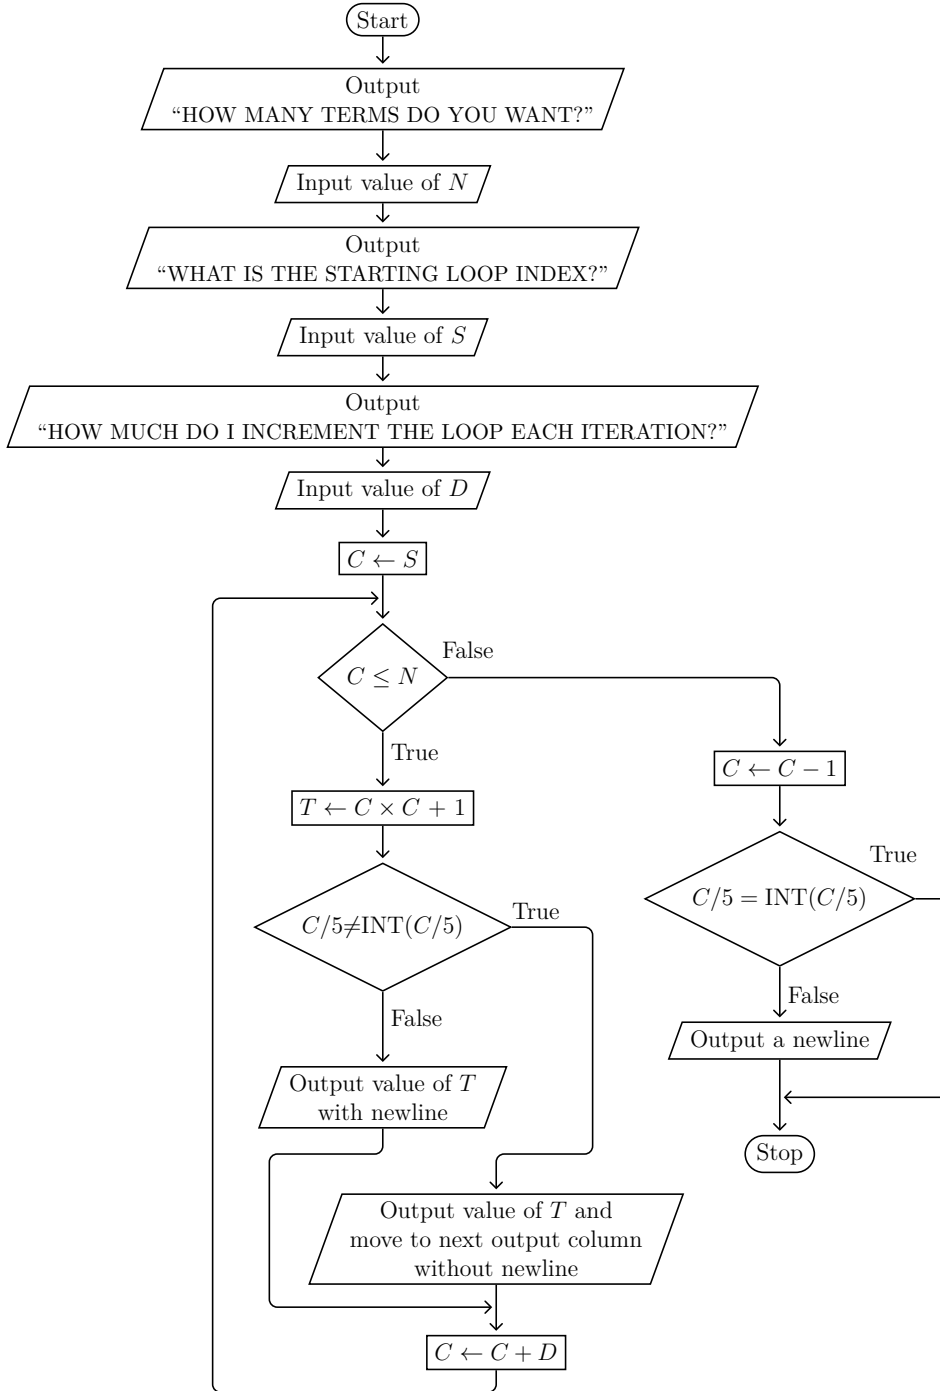 Start
Output
“HOW MANY TERMS DO YOU WANT?”
Input value of N
Output
“WHAT IS THE STARTING LOOP INDEX?”
Input value of S
Output
“HOW MUCH DO I INCREMENT THE LOOP EACH ITERATION?”
Input value of D
C ← S
C ≤ N
False
True
T ← C × C + 1
C/5≠INT(C/5)
True
False
Output value of T
with newline
Output value of T and
move to next output column
without newline
C ← C + D
C ← C − 1
C/5 = INT(C/5)
True
False
Output a newline
Stop